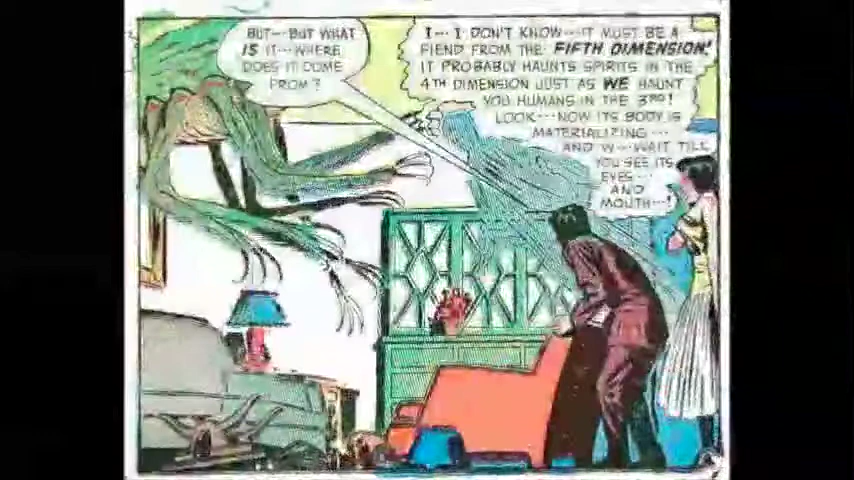 BUT--BUT WHAT
IS IT--WHERE
DOES IT COME
FROM?
I--I DON'T KNOW--IT MUST BE A
FIEND FROM THE FIFTH DIMENSION!
IT PROBABLY HAUNTS SPIRITS IN THE
4TH DIMENSION JUST AS WE HAUNT
YOU HUMANS IN THE 3RD!
LOOK---NOW ITS BODY IS
MATERIALIZING---
AND W--WAIT TILL
YOU SEE ITS
EYES---
AND
MOUTH--!